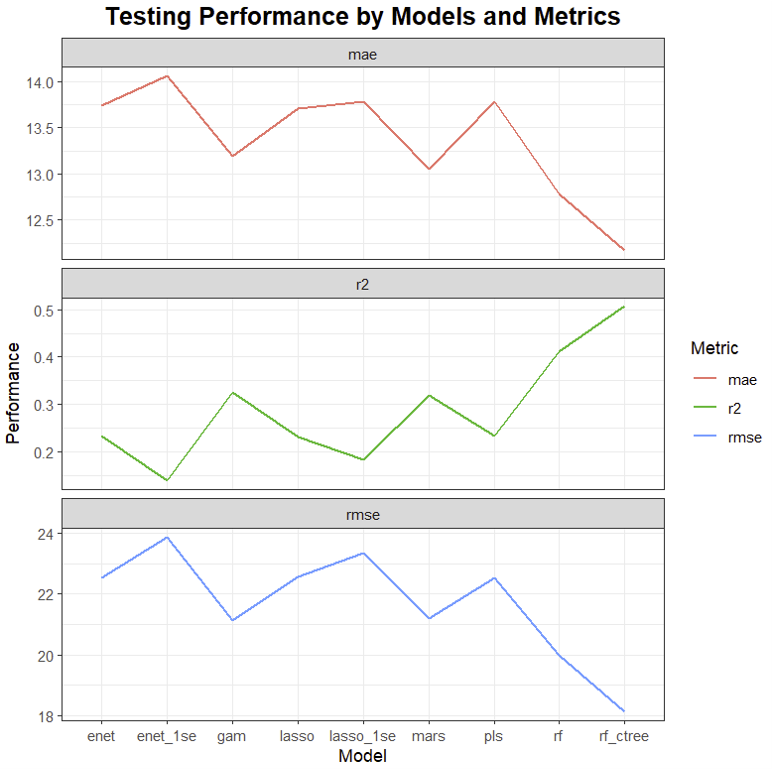 Testing Performance by Models and Metrics
mae
14.0
13.5
13.0
12.5
r2
0.5
0.4
0.3
0.2
rmse
24
22
20
18
enet enet_1se gam lasso lasso_1se mars pls rf rf_ctree
Model
Performance
Metric
mae
r2
rmse